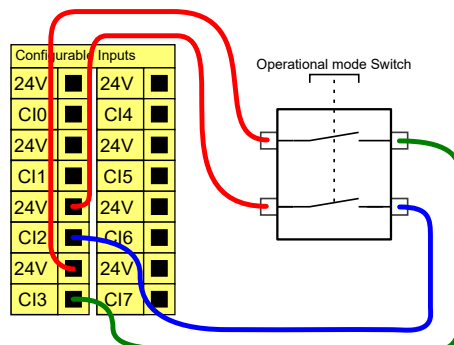 Configurable Inputs
Operational mode Switch
24V 24V
CI0 CI4
24V 24V
CI1 CI5
24V 24V
CI2 CI6
24V 24V
CI3 CI7